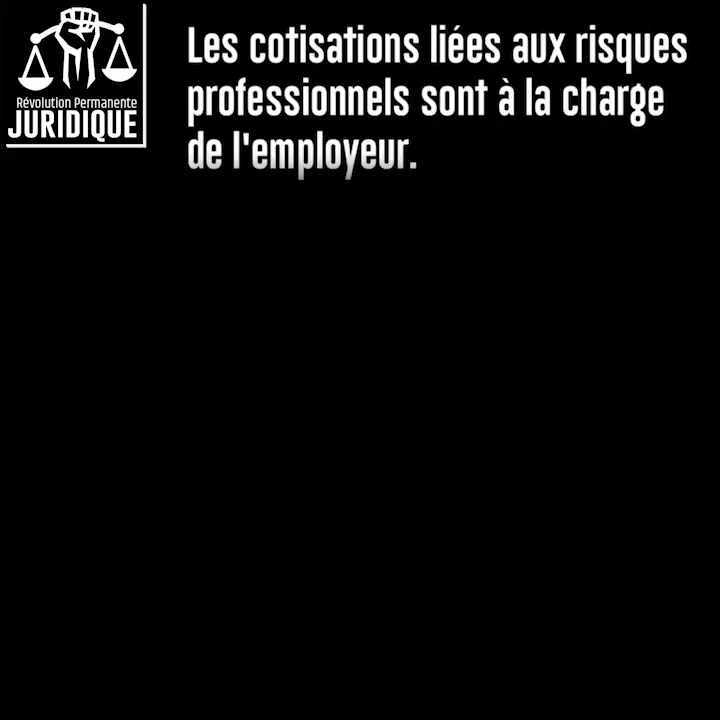 Révolution Permanente
JURIDIQUE
Les cotisations liées aux risques
professionnels sont à la charge
de l'employeur.